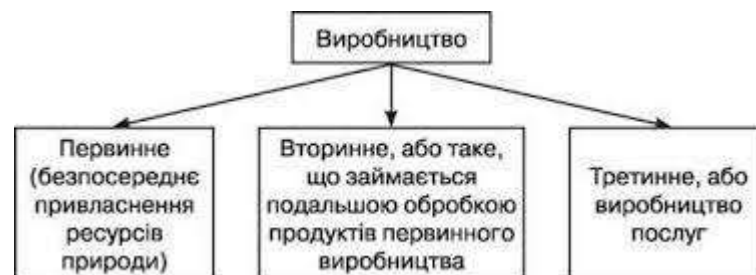 Виробництво
Первинне
(безпосереднє
привласнення
ресурсів
природи)
Вторинне, або таке,
що займається
подальшою обробкою
продуктів первинного
виробництва
Третинне, або
виробництво
послуг